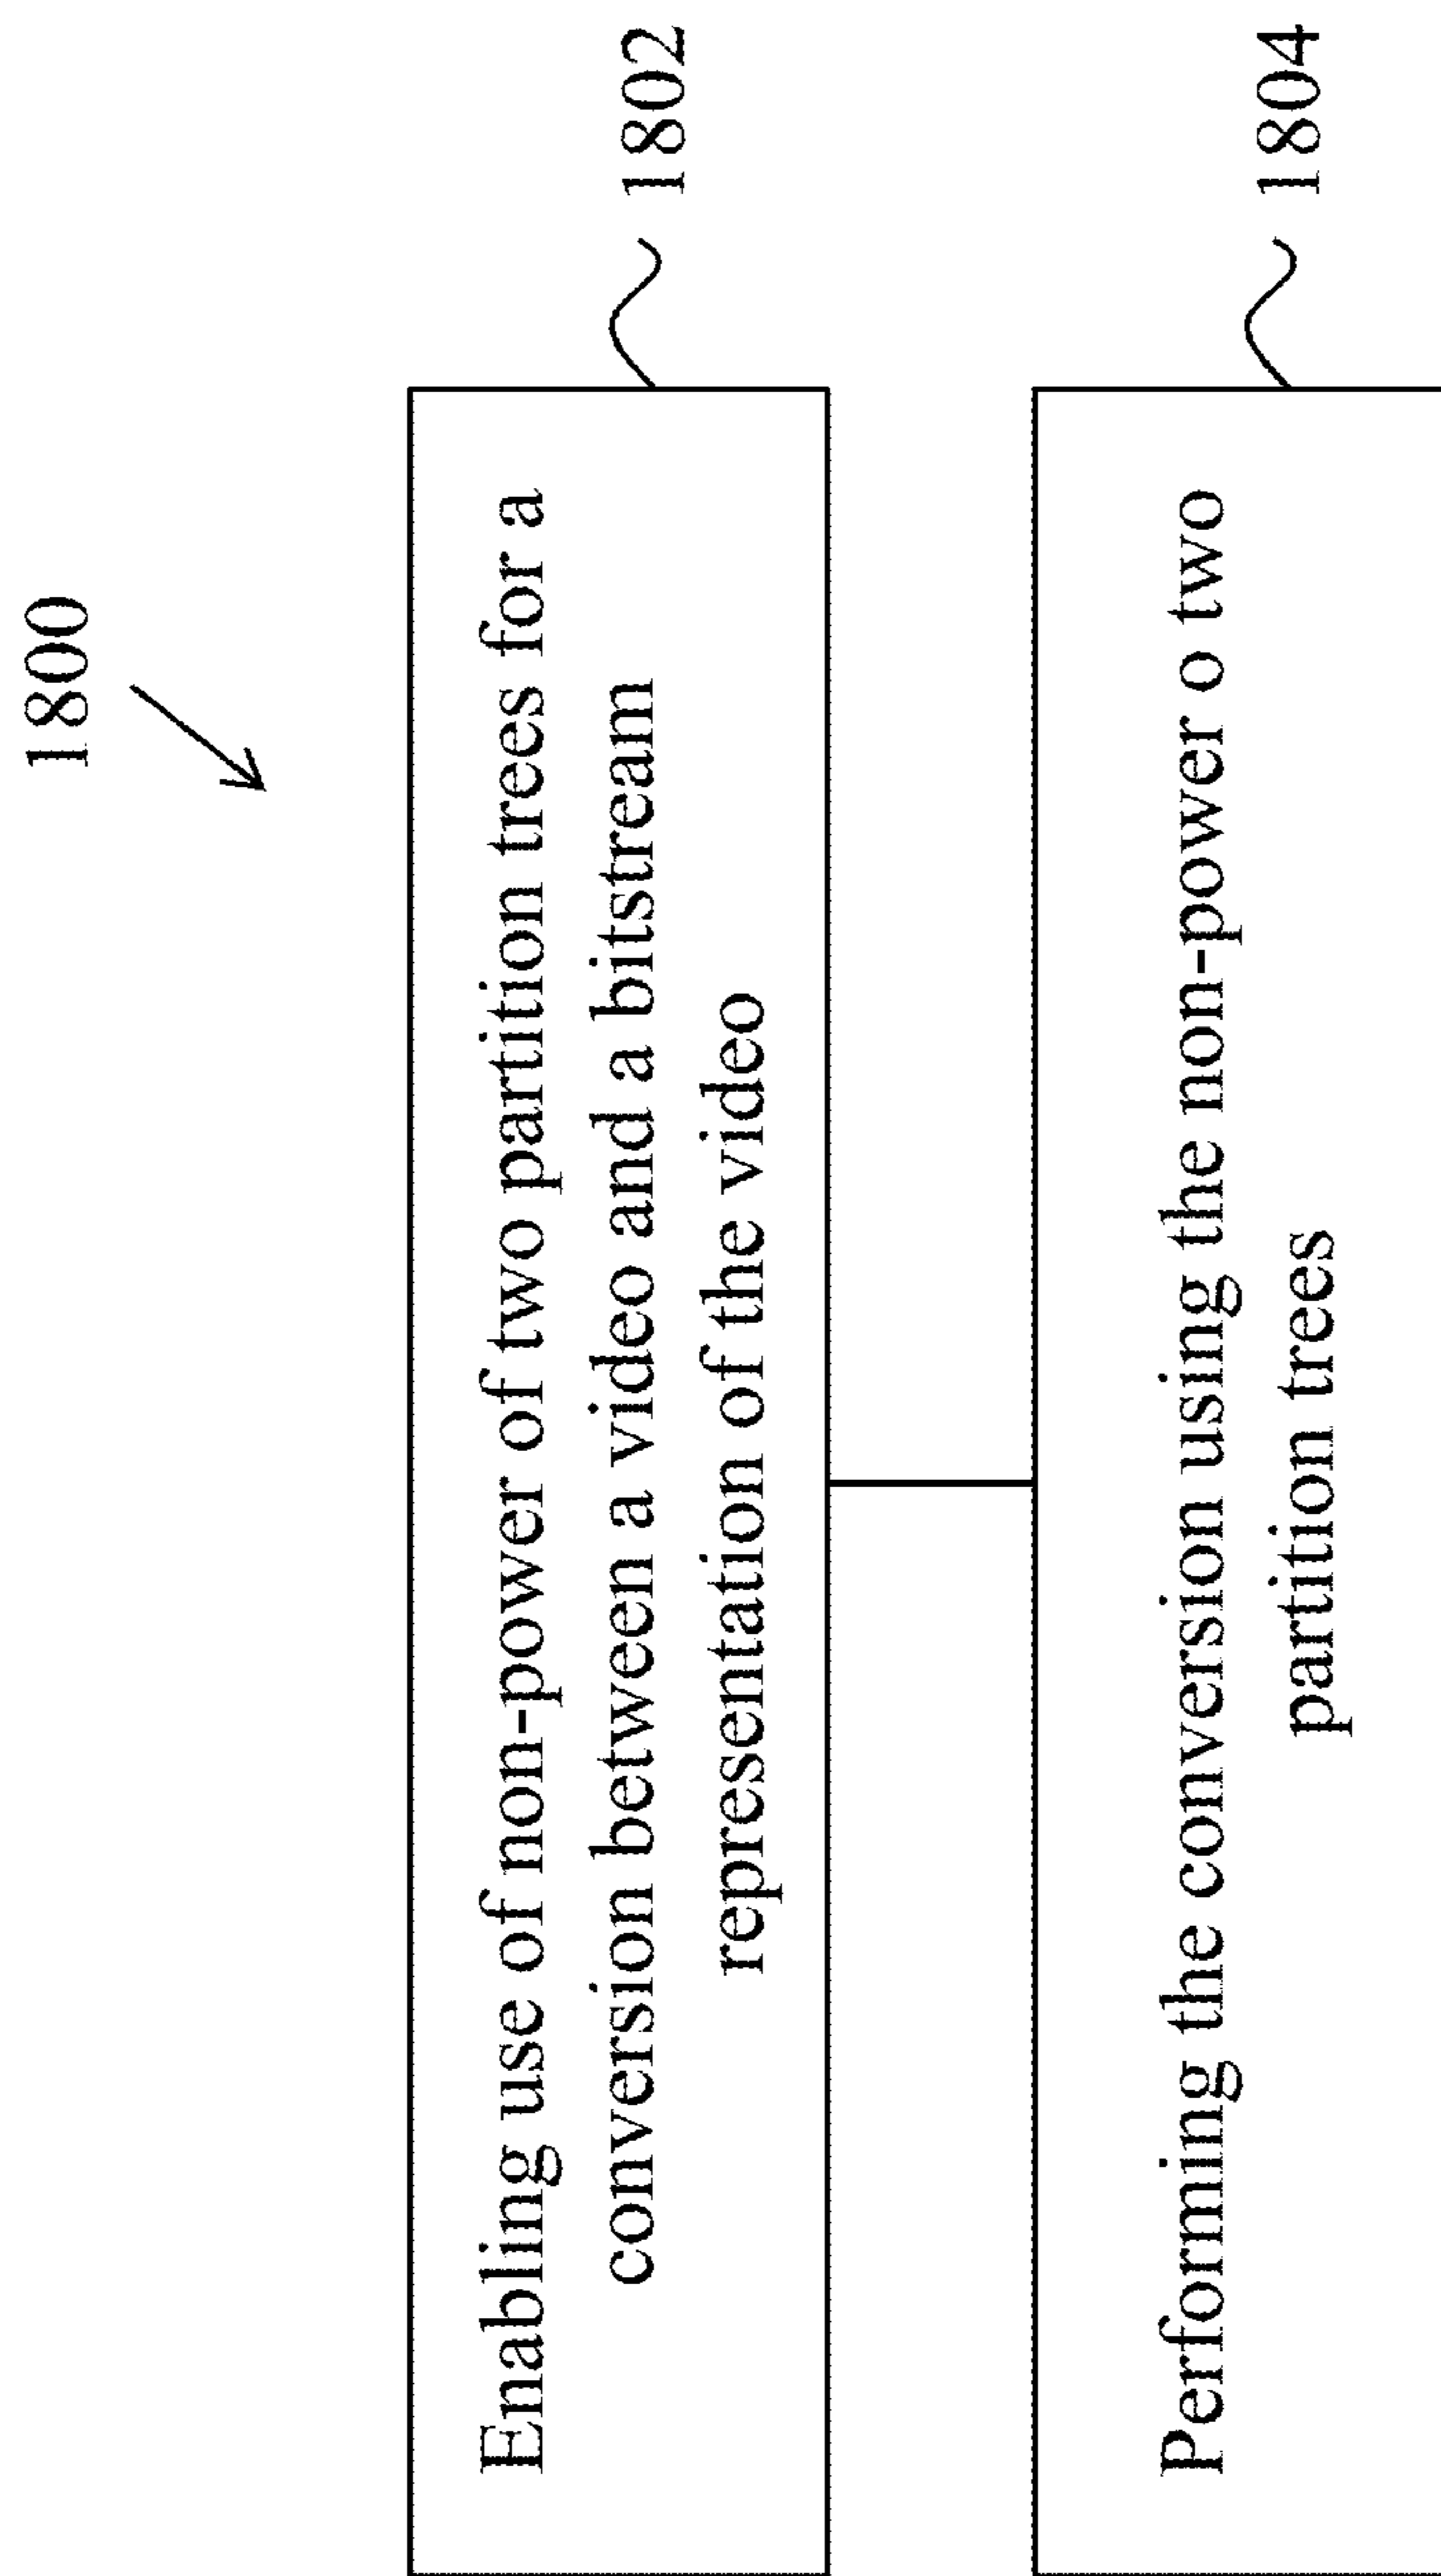 1800
Enabling use of non-power of two partition trees for a
conversion between a video and a bitstream
representation of the video
1802
Performing the conversion using the non-power o two
partition trees
1804